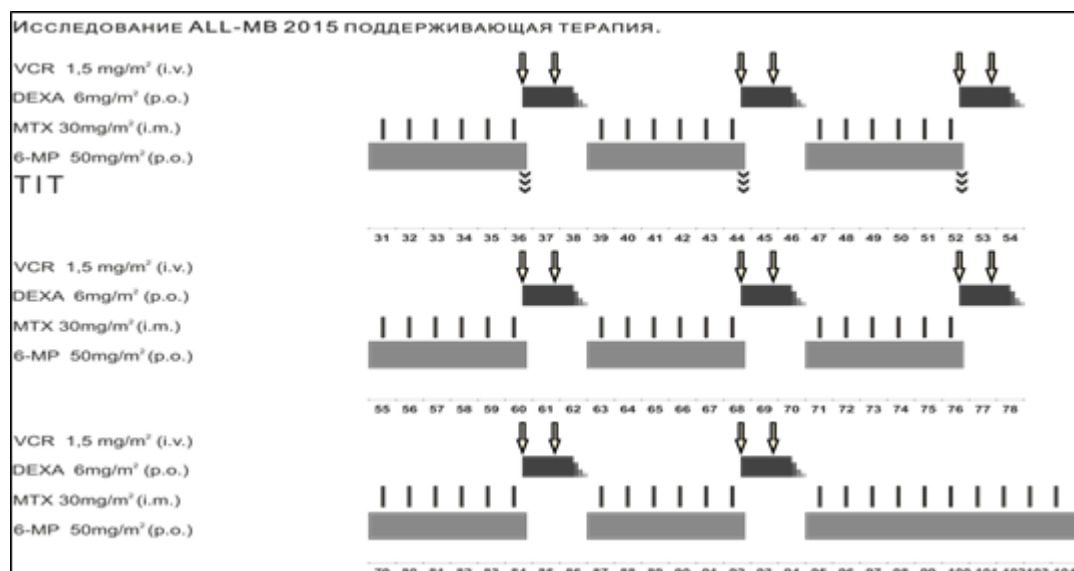 Исследование ALL-MB 2015 поддерживающая терапия.
VCR 1,5 mg/m² (i.v.)
DEXA 6mg/m² (p.o.)
MTX 30mg/m² (i.m.)
6-MP 50mg/m² (p.o.)
TIT
31 32 33 34 35 36 37 38 39 40 41 42 43 44 45 46 47 48 49 50 51 52 53 54
VCR 1,5 mg/m² (i.v.)
DEXA 6mg/m² (p.o.)
MTX 30mg/m² (i.m.)
6-MP 50mg/m² (p.o.)
55 56 57 58 59 60 61 62 63 64 65 66 67 68 69 70 71 72 73 74 75 76 77 78
VCR 1,5 mg/m² (i.v.)
DEXA 6mg/m² (p.o.)
MTX 30mg/m² (i.m.)
6-MP 50mg/m² (p.o.)